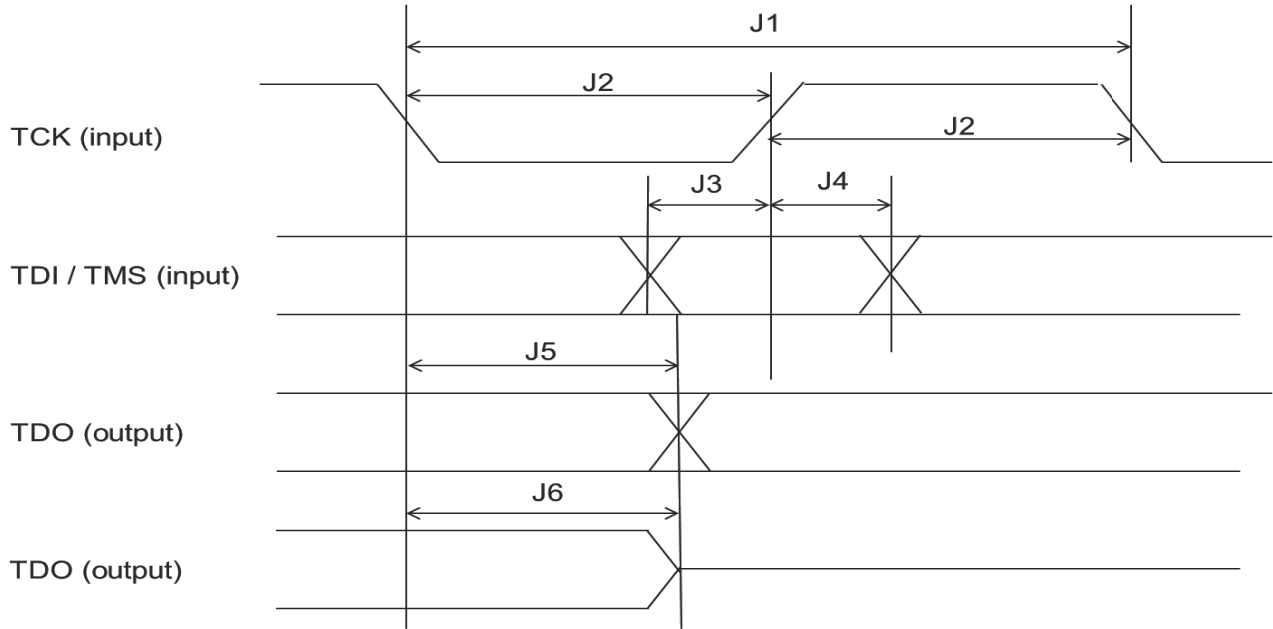 J1
J2
TCK (input)
J2
J3
J4
TDI / TMS (input)
J5
TDO (output)
J6
TDO (output)